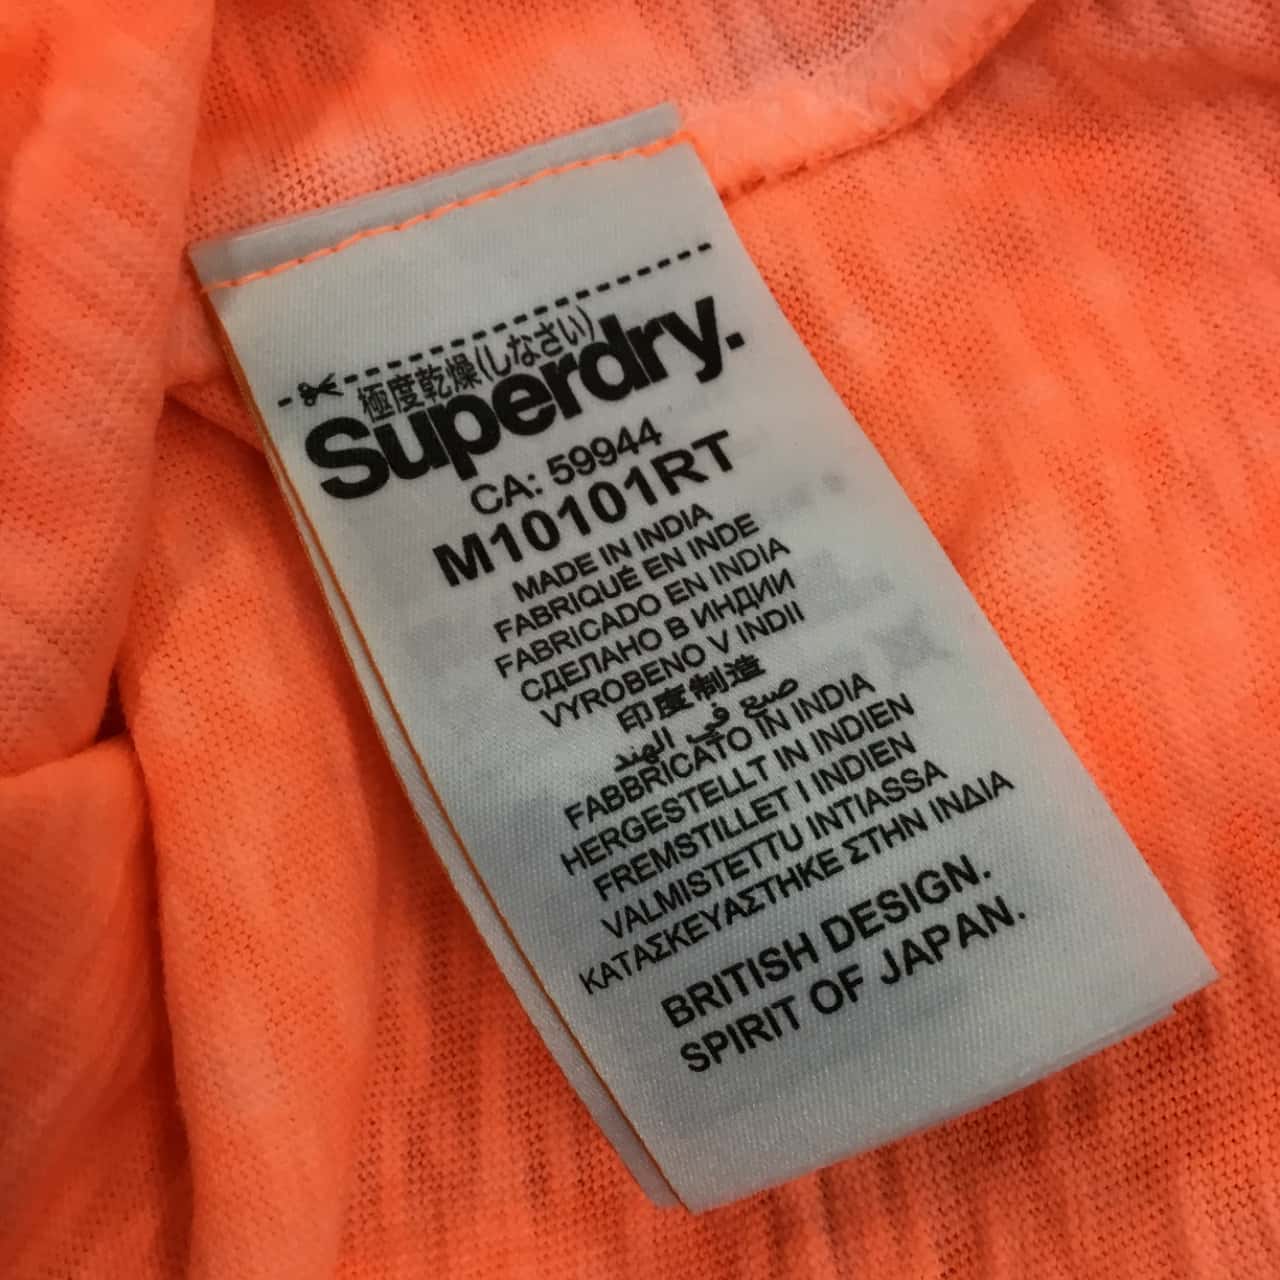 極度乾燥(しなさい)
Superdry.
CA: 59944
M10101RT
MADE IN INDIA
FABRIQUÉ EN INDE
FABRICADO EN INDIA
СДЕЛАНО В ИНДИИ
VYROBENO V INDII
印度制造
صنع في الهند
FABBRICATO IN INDIA
HERGESTELLT IN INDIEN
FREMSTILLET I INDIEN
VALMISTETTU INTIASSA
ΚΑΤΑΣΚΕΥΑΣΤΗΚΕ ΣΤΗΝ ΙΝΔΙΑ
BRITISH DESIGN.
SPIRIT OF JAPAN.